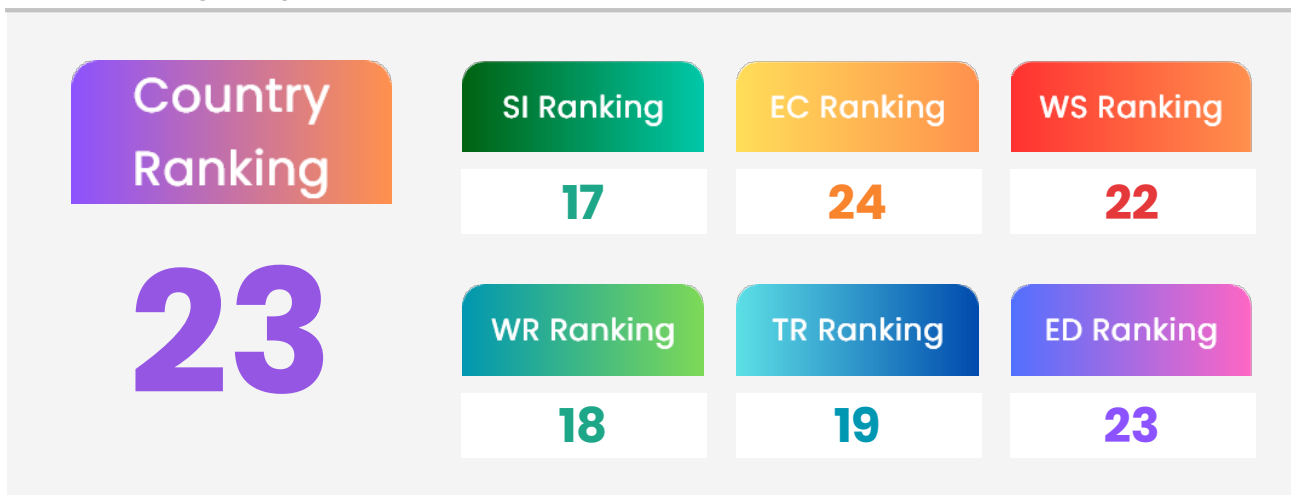 Country
Ranking
23
SI Ranking
17
EC Ranking
24
WS Ranking
22
WR Ranking
18
TR Ranking
19
ED Ranking
23